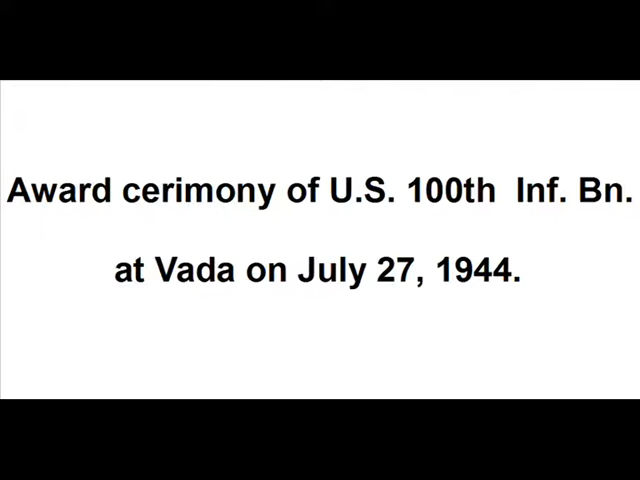 Award cerimony of U.S. 100th Inf. Bn.
at Vada on July 27, 1944.